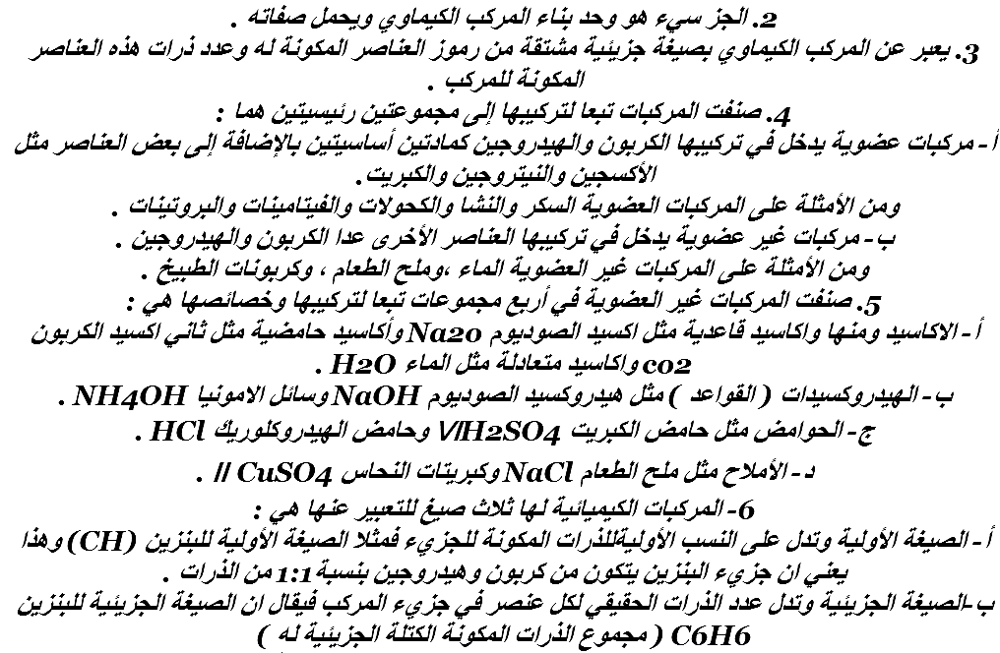 2. الجز سيء هو وحد بناء المركب الكيماوي ويحمل صفاته .
3. يعبر عن المركب الكيماوي بصيغة جزيئية مشتقة من رموز العناصر المكونة له وعدد ذرات هذه العناصر
المكونة للمركب .
4. صنفت المركبات تبعا لتركيبها إلى مجموعتين رئيسيتين هما :
أ - مركبات عضوية يدخل في تركيبها الكربون والهيدروجين كمادتين أساسيتين بالإضافة إلى بعض العناصر مثل
الأكسجين والنيتروجين والكبريت.
ومن الأمثلة على المركبات العضوية السكر والنشا والكحولات والفيتامينات والبروتينات .
ب - مركبات غير عضوية يدخل في تركيبها العناصر الأخرى عدا الكربون والهيدروجين .
ومن الأمثلة على المركبات غير العضوية الماء ،وملح الطعام ، وكربونات الطبيخ .
5. صنفت المركبات غير العضوية في أربع مجموعات تبعا لتركيبها وخصائصها هي :
أ - الاكاسيد ومنها واكاسيد قاعدية مثل اكسيد الصوديوم Na2o وأكاسيد حامضية مثل ثاني اكسيد الكربون
co2 واكاسيد متعادلة مثل الماء H2O .
ب - الهيدروكسيدات ( القواعد ) مثل هيدروكسيد الصوديوم NaOH وسائل الامونيا NH4OH .
ج - الحوامض مثل حامض الكبريت VIH2SO4 وحامض الهيدروكلوريك HCl .
د - الأملاح مثل ملح الطعام NaCl وكبريتات النحاس II CuSO4 .
6- المركبات الكيميائية لها ثلاث صيغ للتعبير عنها هي :
أ - الصيغة الأولية وتدل على النسب الأوليةللذرات المكونة للجزيء فمثلا الصيغة الأولية للبنزين (CH) وهذا
يعني ان جزيء البنزين يتكون من كربون وهيدروجين بنسبة 1:1 من الذرات .
ب-الصيغة الجزيئية وتدل عدد الذرات الحقيقي لكل عنصر في جزيء المركب فيقال ان الصيغة الجزيئية للبنزين
C6H6 ( مجموع الذرات المكونة الكتلة الجزيئية له )